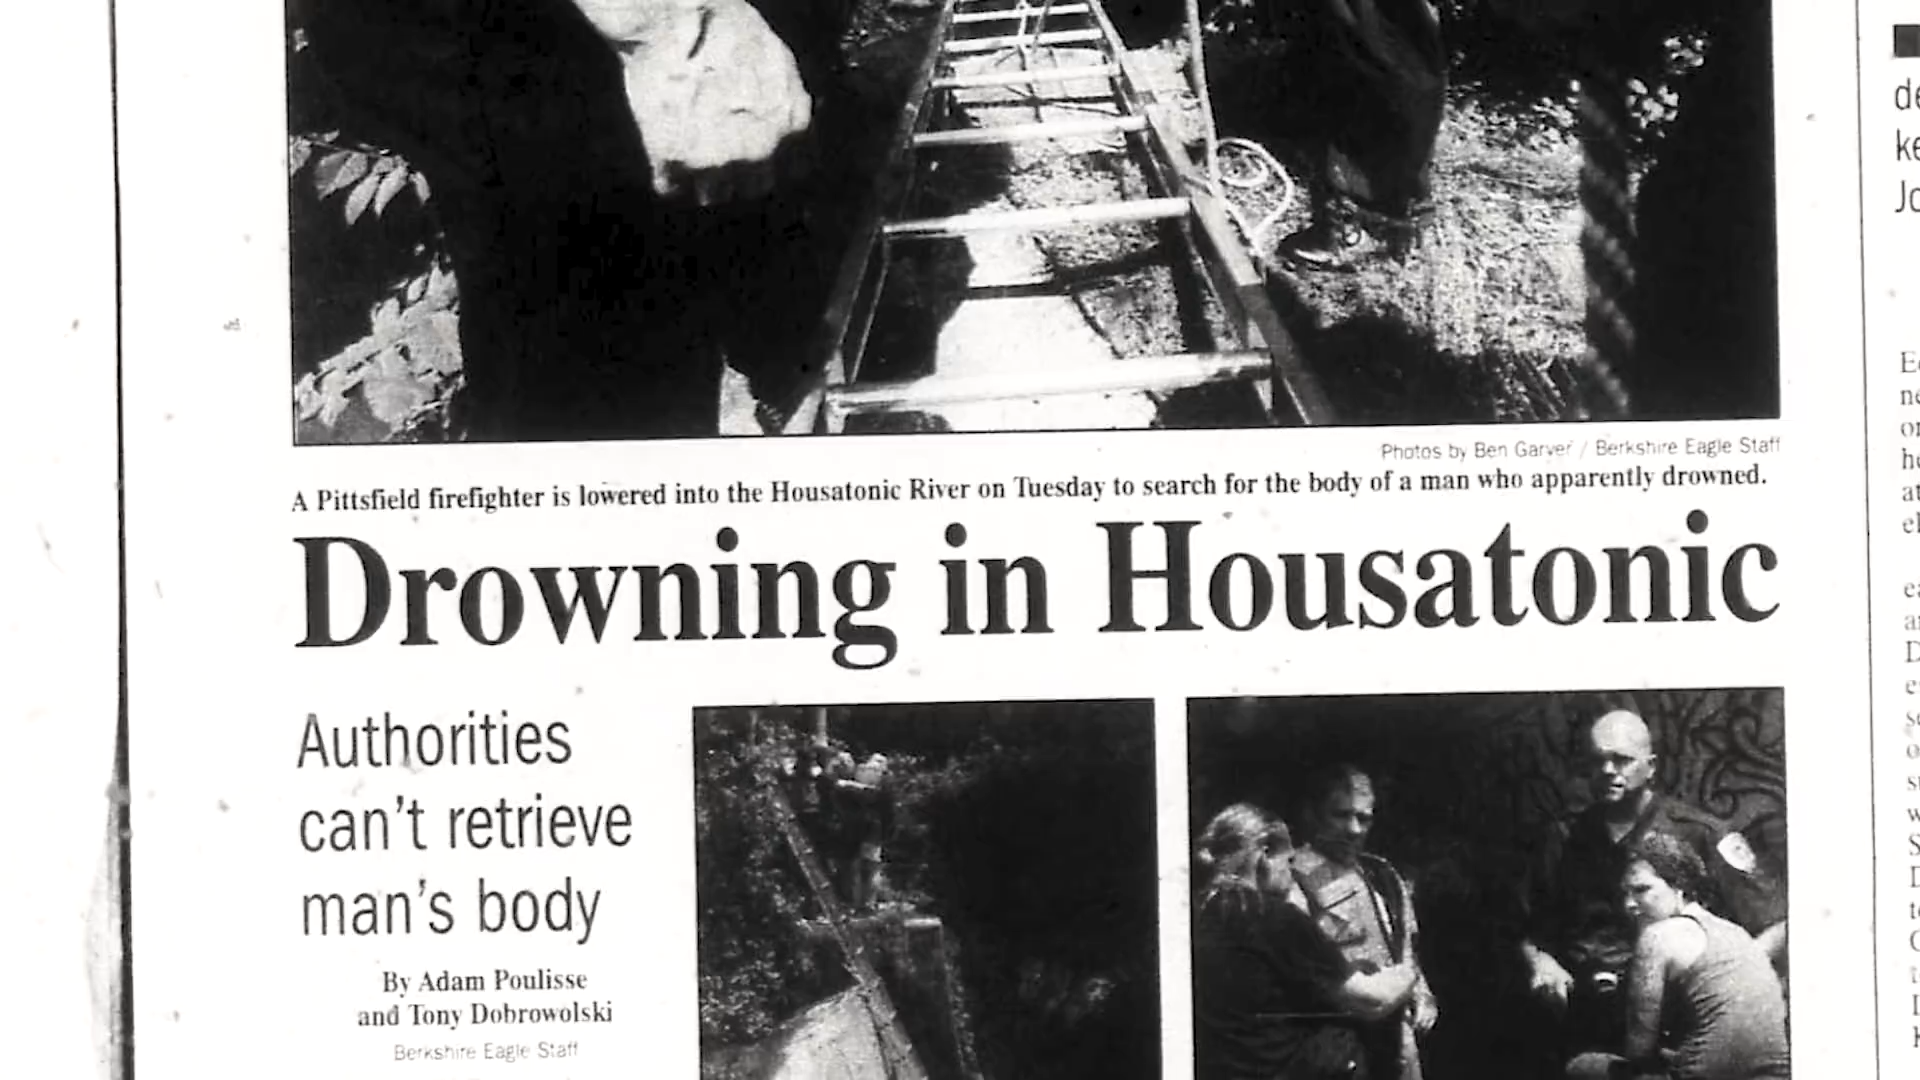 Photos by Ben Garver / Berkshire Eagle Staff
A Pittsfield firefighter is lowered into the Housatonic River on Tuesday to search for the body of a man who apparently drowned.
Drowning in Housatonic
Authorities
can't retrieve
man's body
By Adam Poulisse
and Tony Dobrowolski
Berkshire Eagle Staff